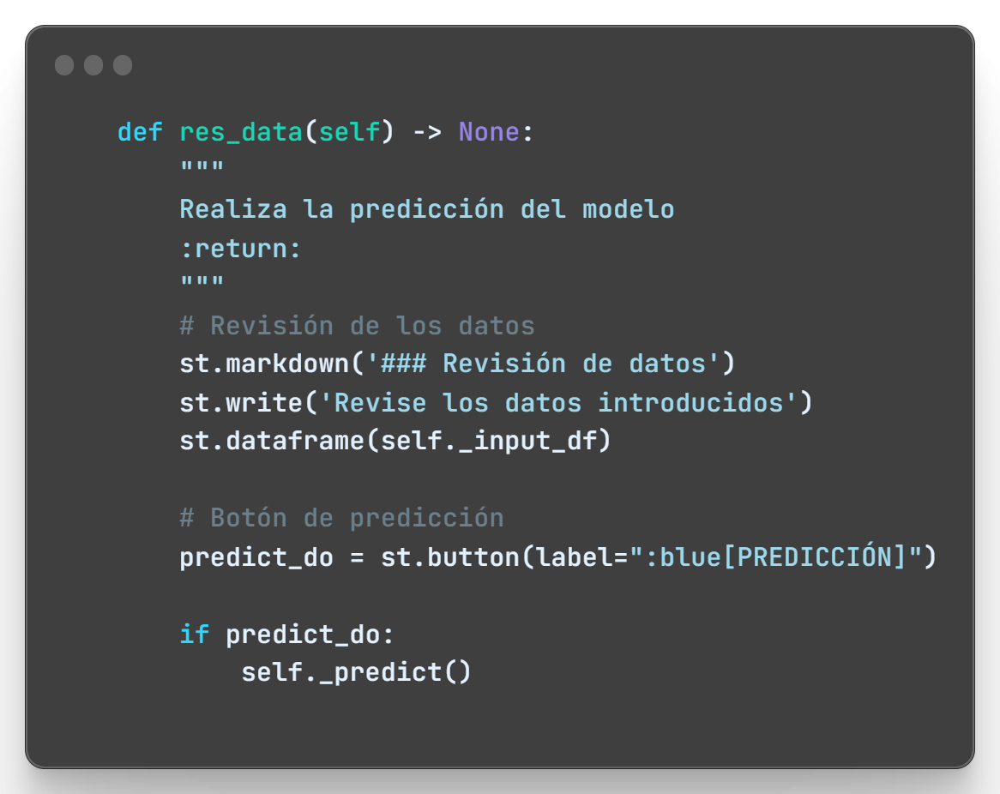 def res_data(self) -> None:
    """
    Realiza la predicción del modelo
    :return:
    """
    # Revisión de los datos
    st.markdown('### Revisión de datos')
    st.write('Revise los datos introducidos')
    st.dataframe(self._input_df)

    # Botón de predicción
    predict_do = st.button(label=":blue[PREDICCIÓN]")

    if predict_do:
        self._predict()